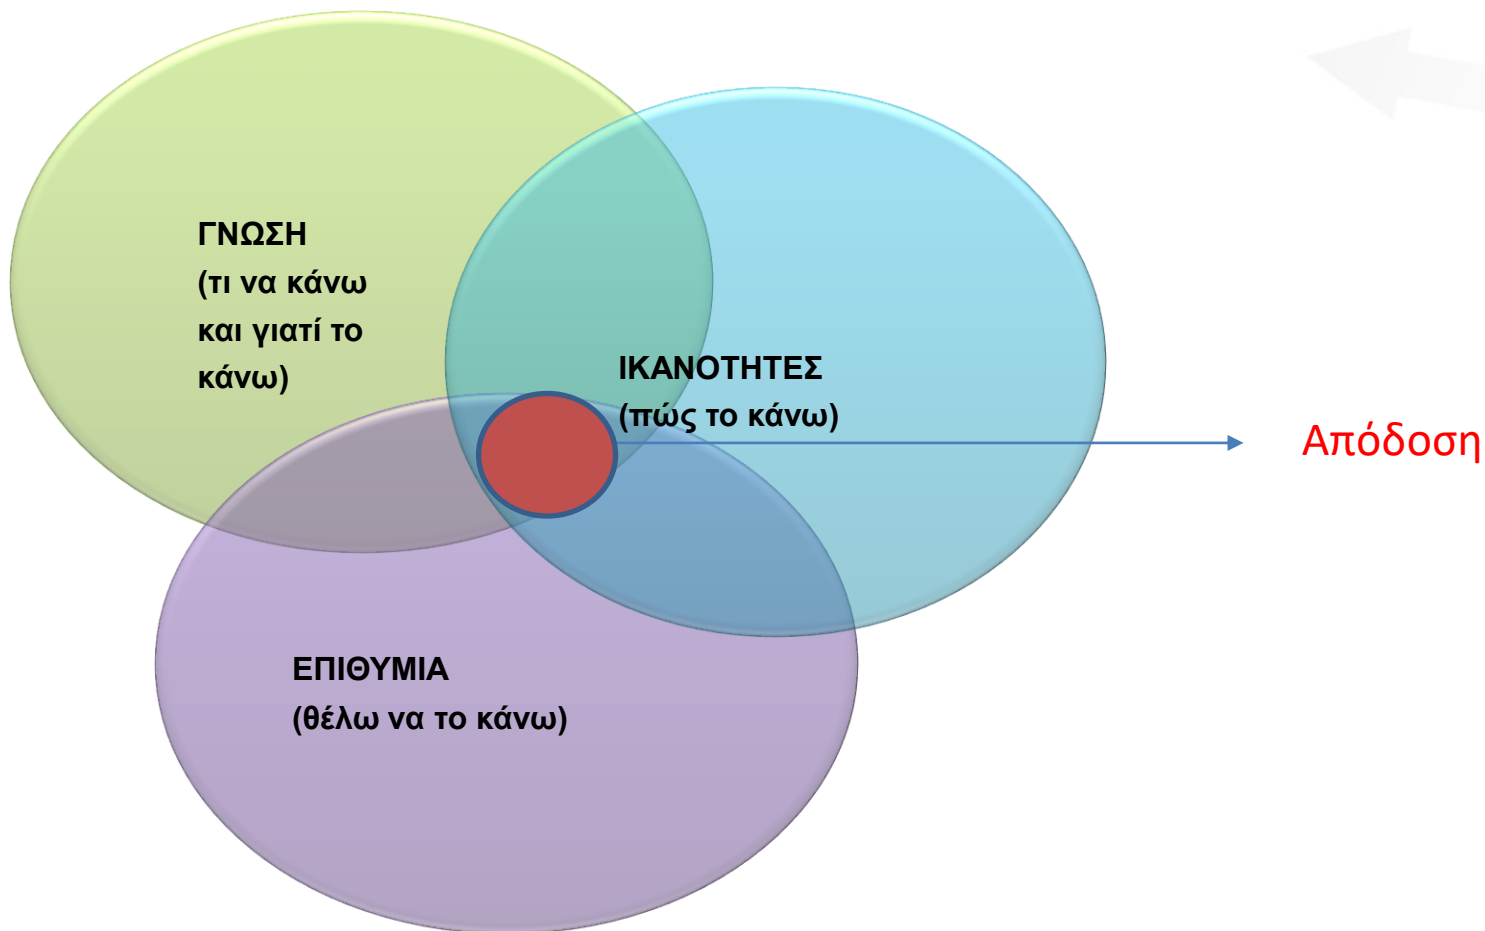 ΓΝΩΣΗ
(τι να κάνω
και γιατί το
κάνω)
ΙΚΑΝΟΤΗΤΕΣ
(πώς το κάνω)
Απόδοση
ΕΠΙΘΥΜΙΑ
(θέλω να το κάνω)